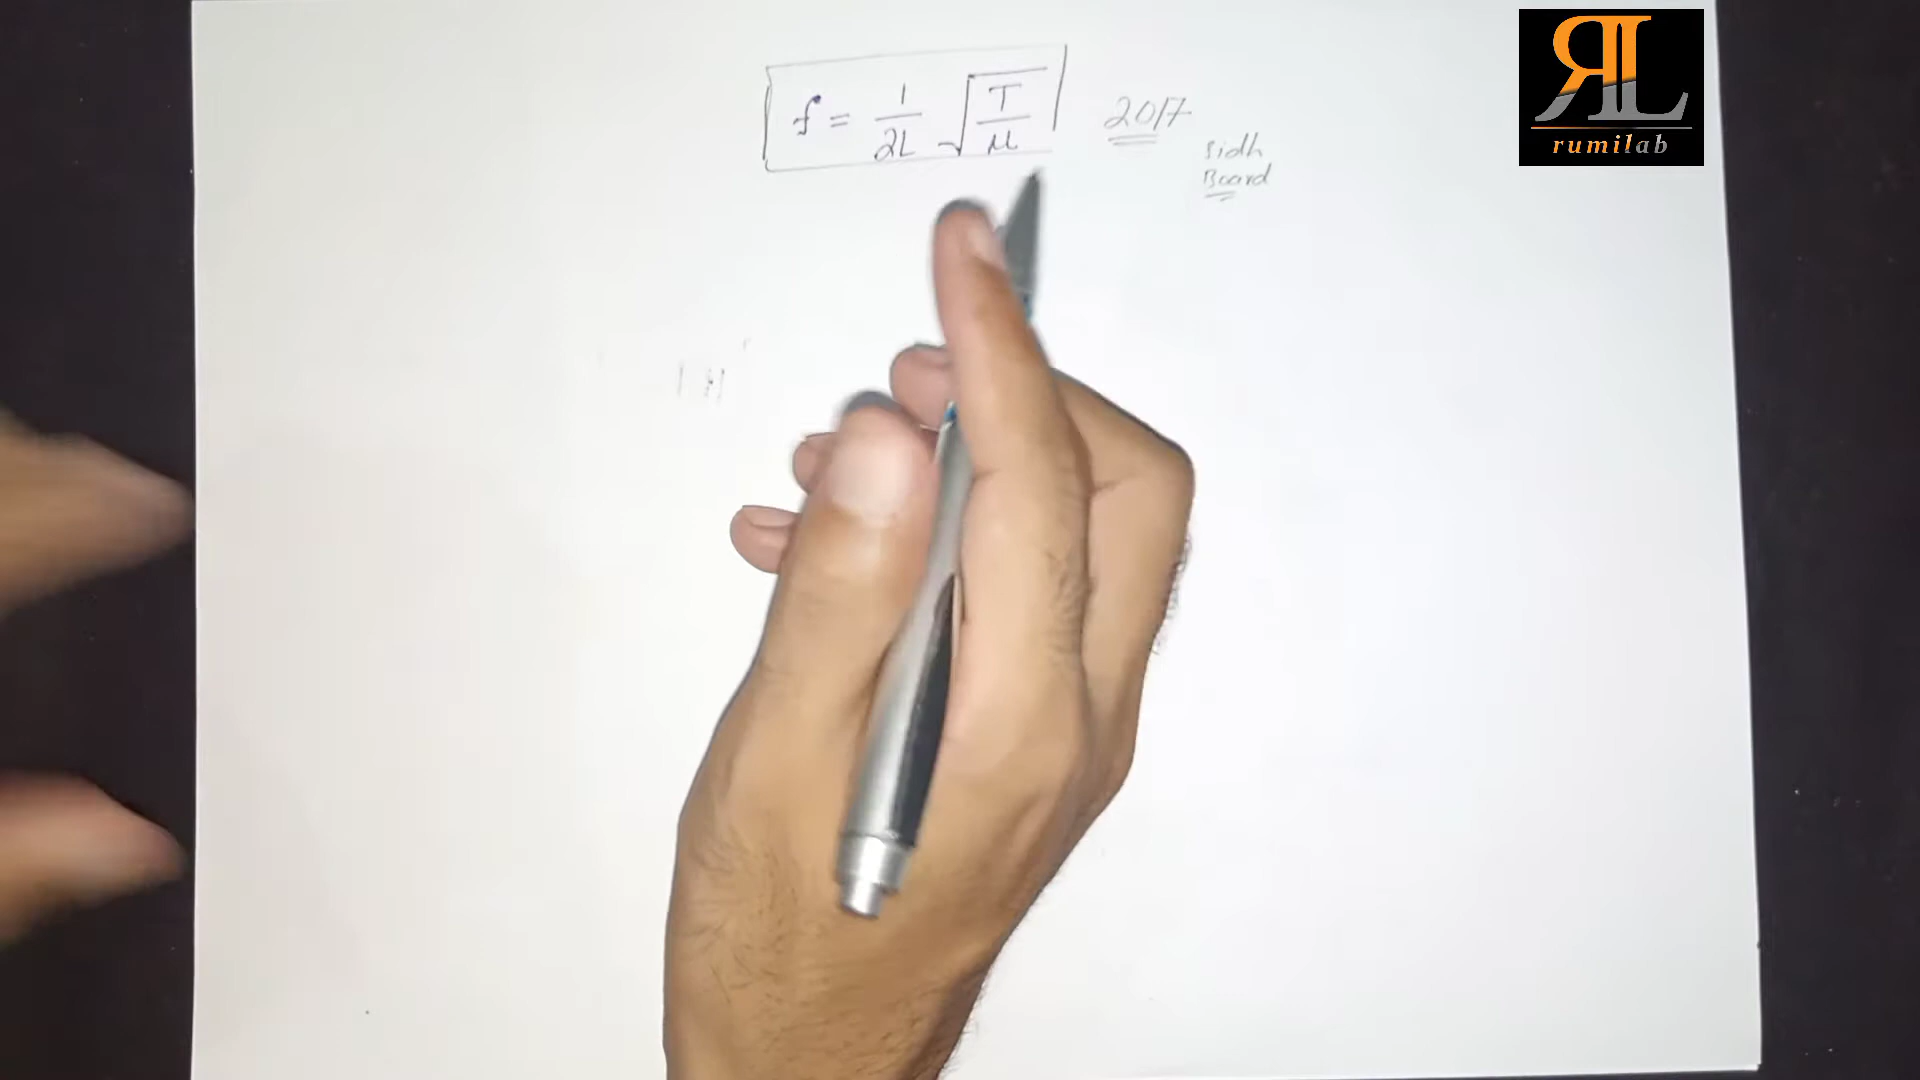 f = 1/2L √T/μ
2017
Sidh
Board
RL
rumilab